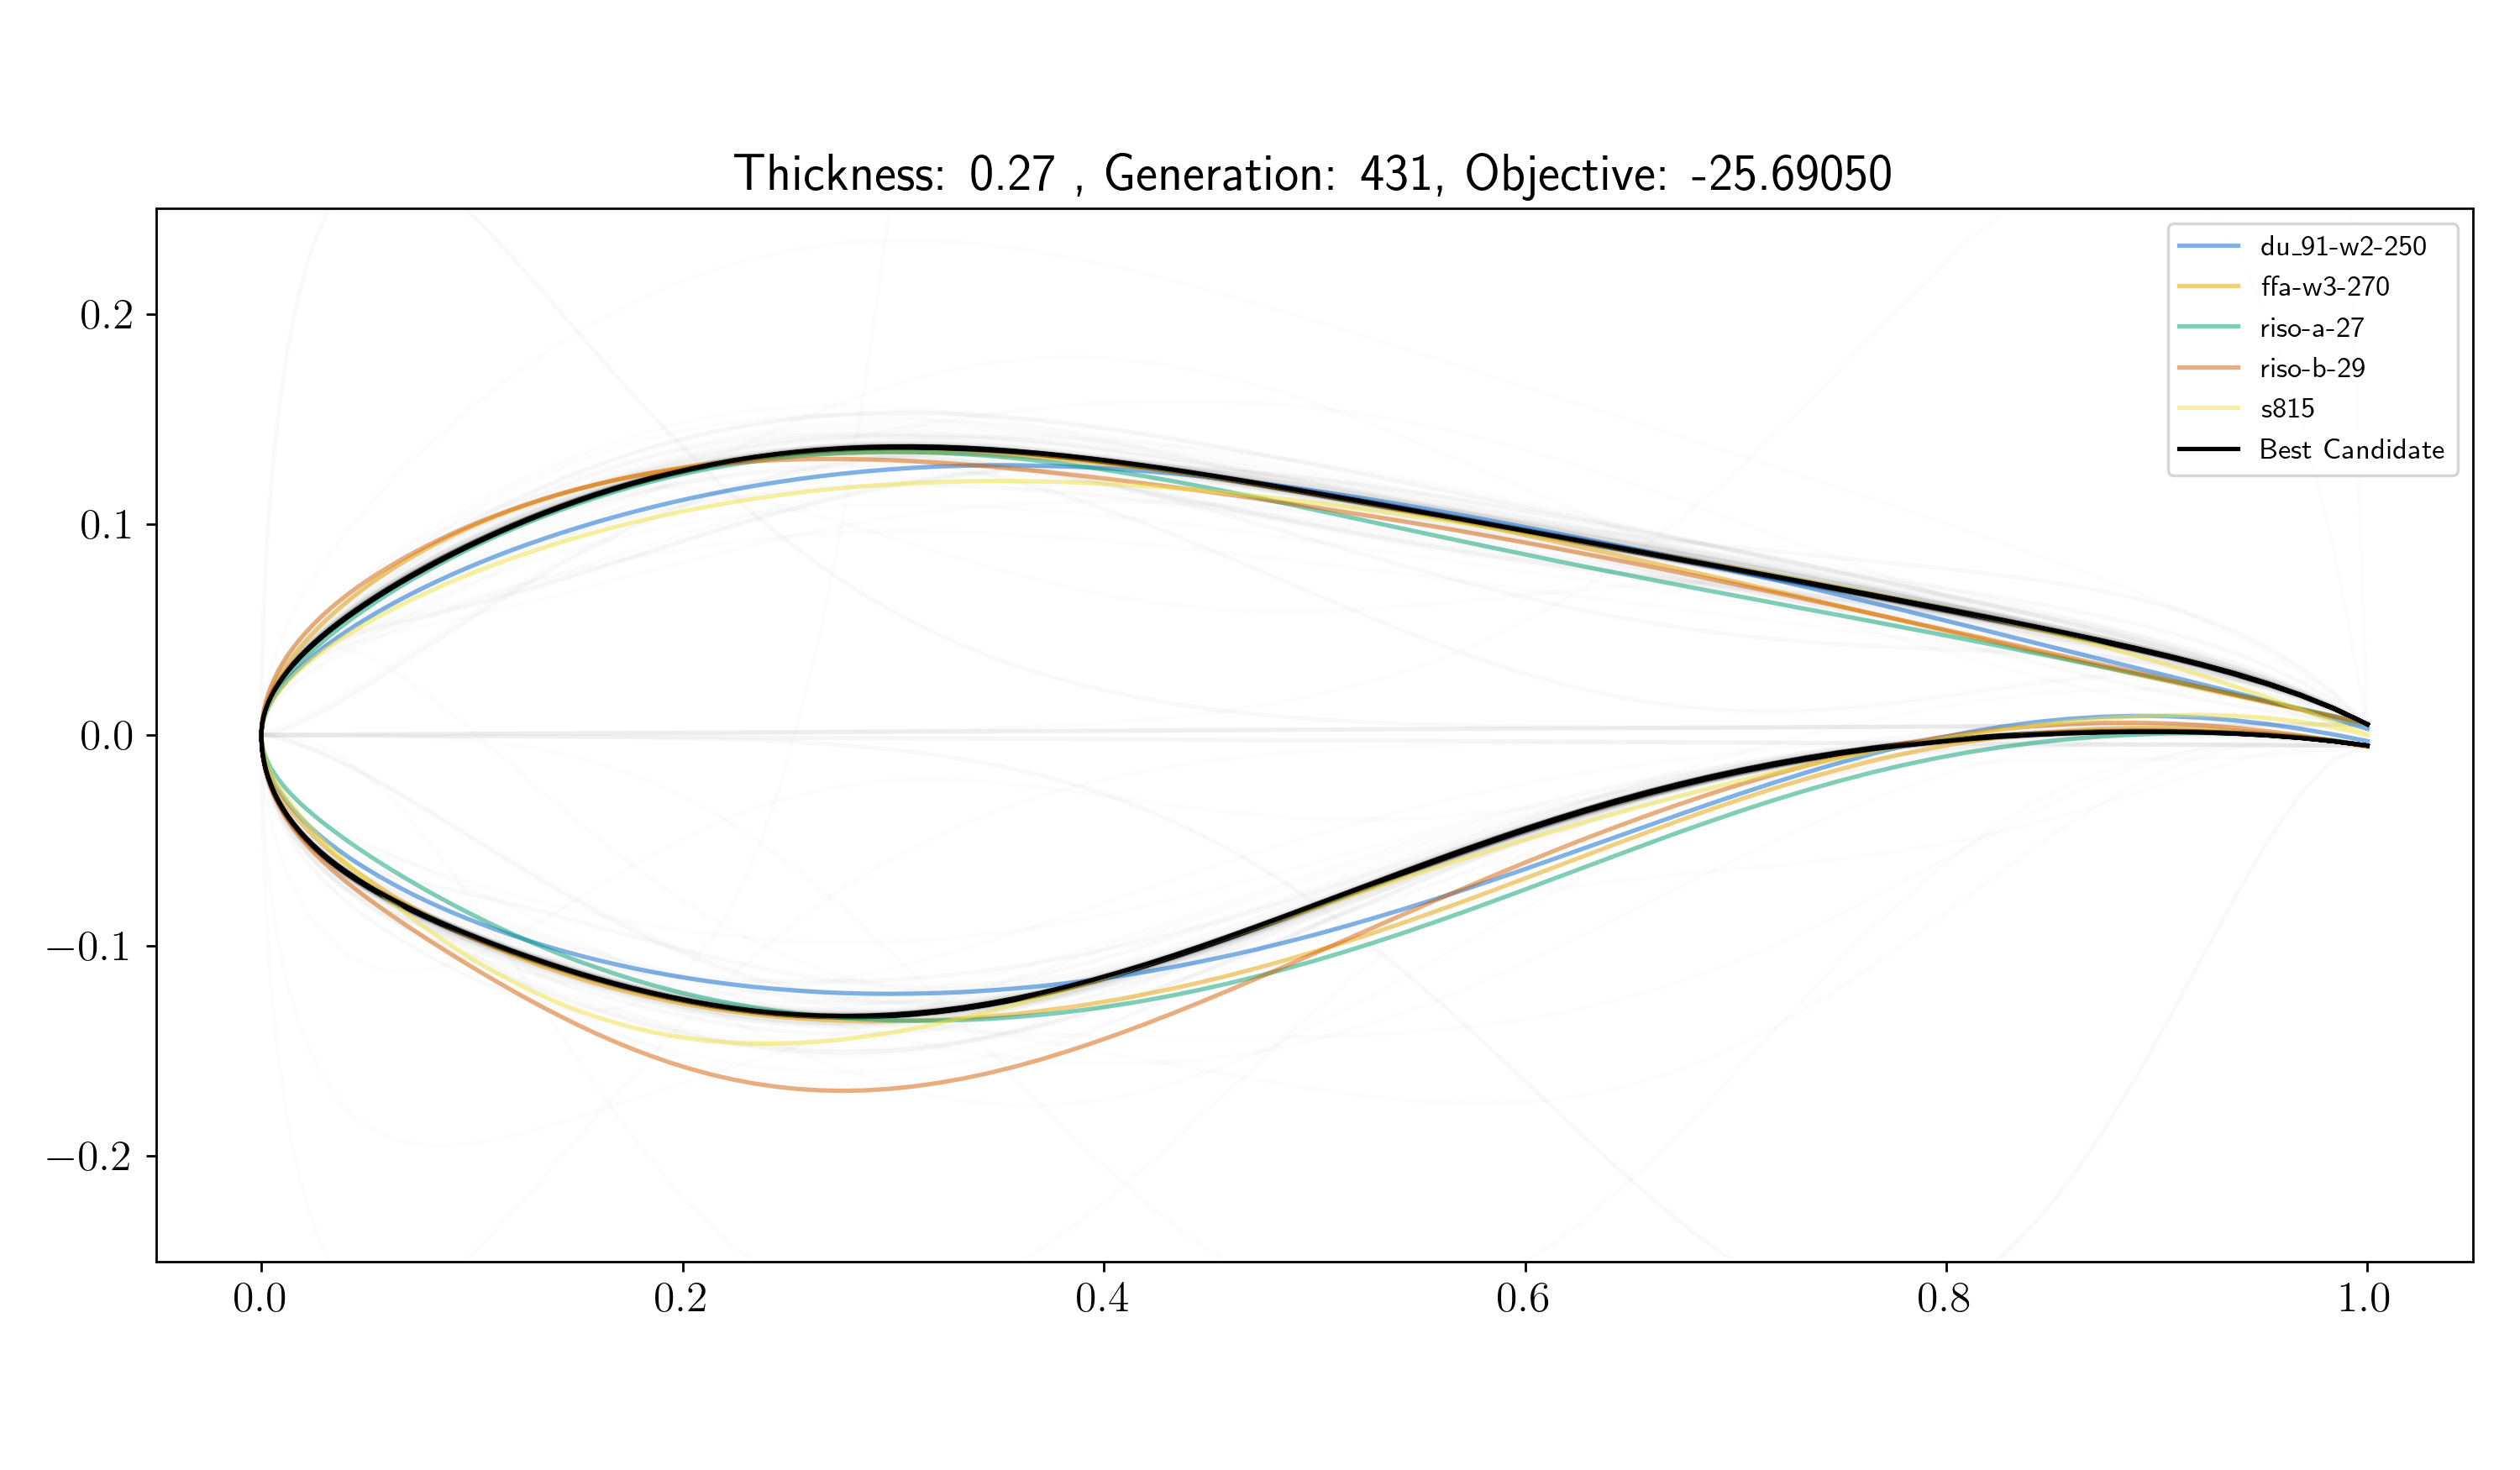 Thickness: 0.27 , Generation: 431, Objective: -25.69050
du_91-w2-250
ffa-w3-270
riso-a-27
riso-b-29
s815
Best Candidate
0.2
0.1
0.0
−0.1
−0.2
0.0 0.2 0.4 0.6 0.8 1.0